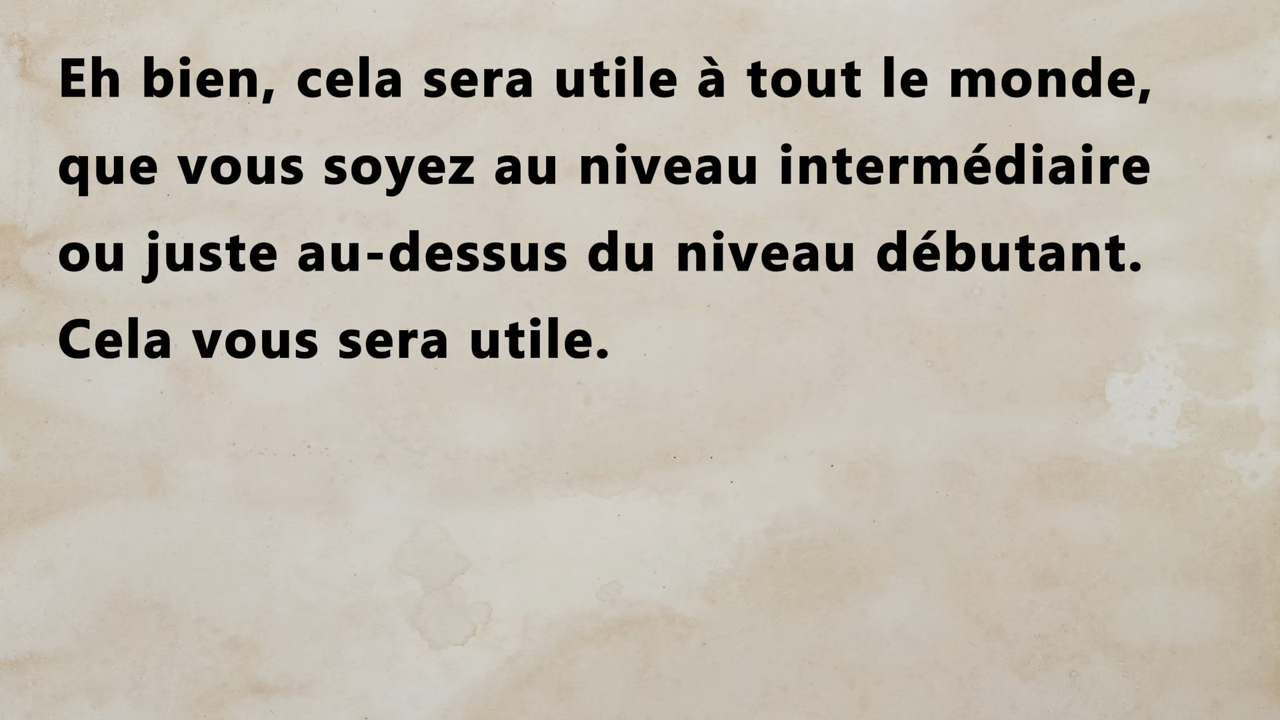 Eh bien, cela sera utile à tout le monde,
que vous soyez au niveau intermédiaire
ou juste au-dessus du niveau débutant.
Cela vous sera utile.